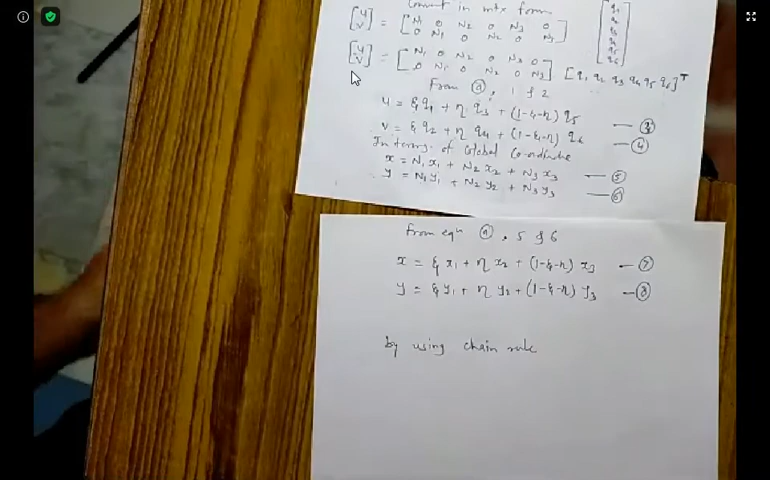 Convert in mtx form
[u v] = [N1 0 N2 0 N3 0
0 N1 0 N2 0 N3] [q1 q2 q3 q4 q5 q6]
[u v] = [N1 0 N2 0 N3 0
0 N1 0 N2 0 N3] [q1 q2 q3 q4 q5 q6]ᵀ
From ⓐ, 1 & 2
u = ξ q1 + η q3 + (1-ξ-η) q5 — ③
v = ξ q2 + η q4 + (1-ξ-η) q6 — ④
In terms of Global Co-ordinate
x = N1 x1 + N2 x2 + N3 x3 — ⑤
y = N1 y1 + N2 y2 + N3 y3 — ⑥
From eqn ⓐ, 5 & 6
x = ξ x1 + η x2 + (1-ξ-η) x3 — ⑦
y = ξ y1 + η y2 + (1-ξ-η) y3 — ⑧
by using chain rule